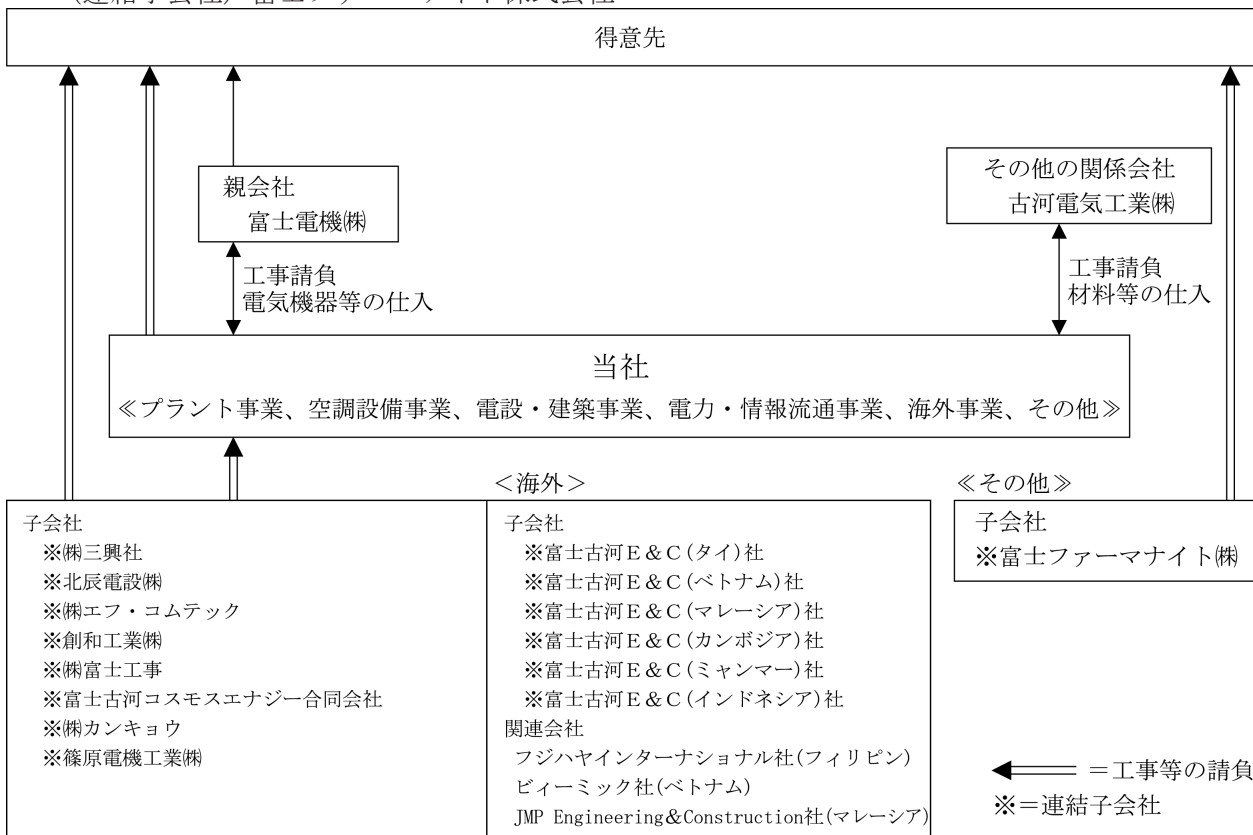 得意先
親会社
富士電機㈱
その他の関係会社
古河電気工業㈱
工事請負
電気機器等の仕入
工事請負
材料等の仕入
当社
≪プラント事業、空調設備事業、電設・建築事業、電力・情報流通事業、海外事業、その他≫
子会社
※㈱三興社
※北辰電設㈱
※㈱エフ・コムテック
※創和工業㈱
※㈱富士工事
※富士古河コスモスエナジー合同会社
※㈱カンキョウ
※篠原電機工業㈱
＜海外＞
子会社
※富士古河Ｅ＆Ｃ(タイ)社
※富士古河Ｅ＆Ｃ(ベトナム)社
※富士古河Ｅ＆Ｃ(マレーシア)社
※富士古河Ｅ＆Ｃ(カンボジア)社
※富士古河Ｅ＆Ｃ(ミャンマー)社
※富士古河Ｅ＆Ｃ(インドネシア)社
関連会社
フジハヤインターナショナル社(フィリピン)
ビィーミック社(ベトナム)
JMP Engineering＆Construction社(マレーシア)
≪その他≫
子会社
※富士ファーマナイト㈱
＝工事等の請負
※＝連結子会社